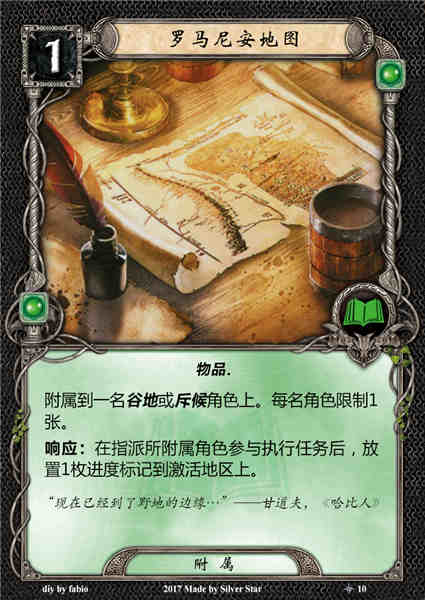 罗马尼安地图
1
物品.
附属到一名谷地或斥候角色上。每名角色限制1
张。
响应：在指派所附属角色参与执行任务后，放
置1枚进度标记到激活地区上。
“现在已经到了野地的边缘…”——甘道夫，《哈比人》
附 属
diy by fabio 2017 Made by Silver Star 10